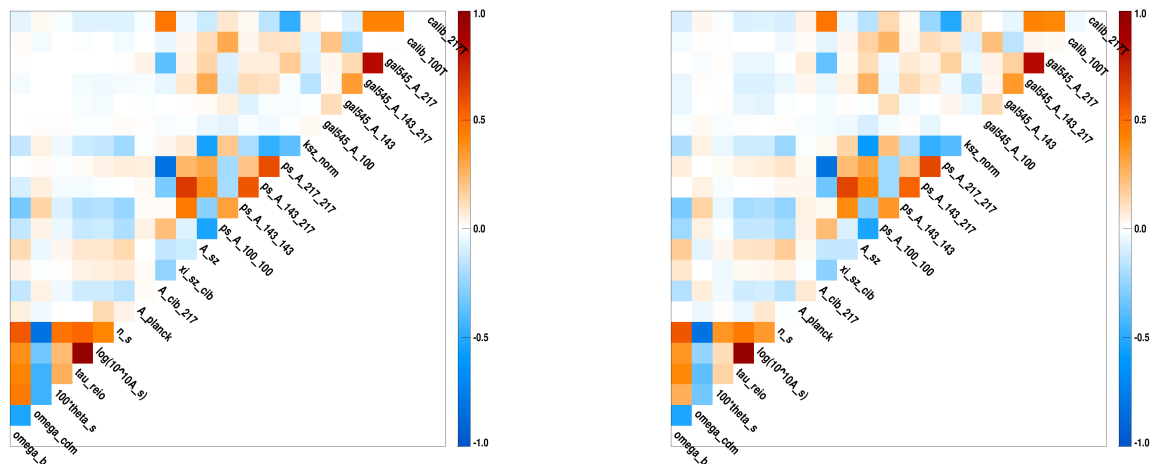 calib_217T
calib_100T
gal545_A_217
gal545_A_143_217
gal545_A_143
gal545_A_100
ksz_norm
ps_A_217_217
ps_A_143_217
ps_A_143_143
ps_A_100_100
A_sz
xi_sz_cib
A_cib_217
A_planck
n_s
log(10^10A_s)
tau_reio
100*theta_s
omega_cdm
omega_b
1.0
0.5
0.0
-0.5
-1.0
calib_217T
calib_100T
gal545_A_217
gal545_A_143_217
gal545_A_143
gal545_A_100
ksz_norm
ps_A_217_217
ps_A_143_217
ps_A_143_143
ps_A_100_100
A_sz
xi_sz_cib
A_cib_217
A_planck
n_s
log(10^10A_s)
tau_reio
100*theta_s
omega_cdm
omega_b
1.0
0.5
0.0
-0.5
-1.0